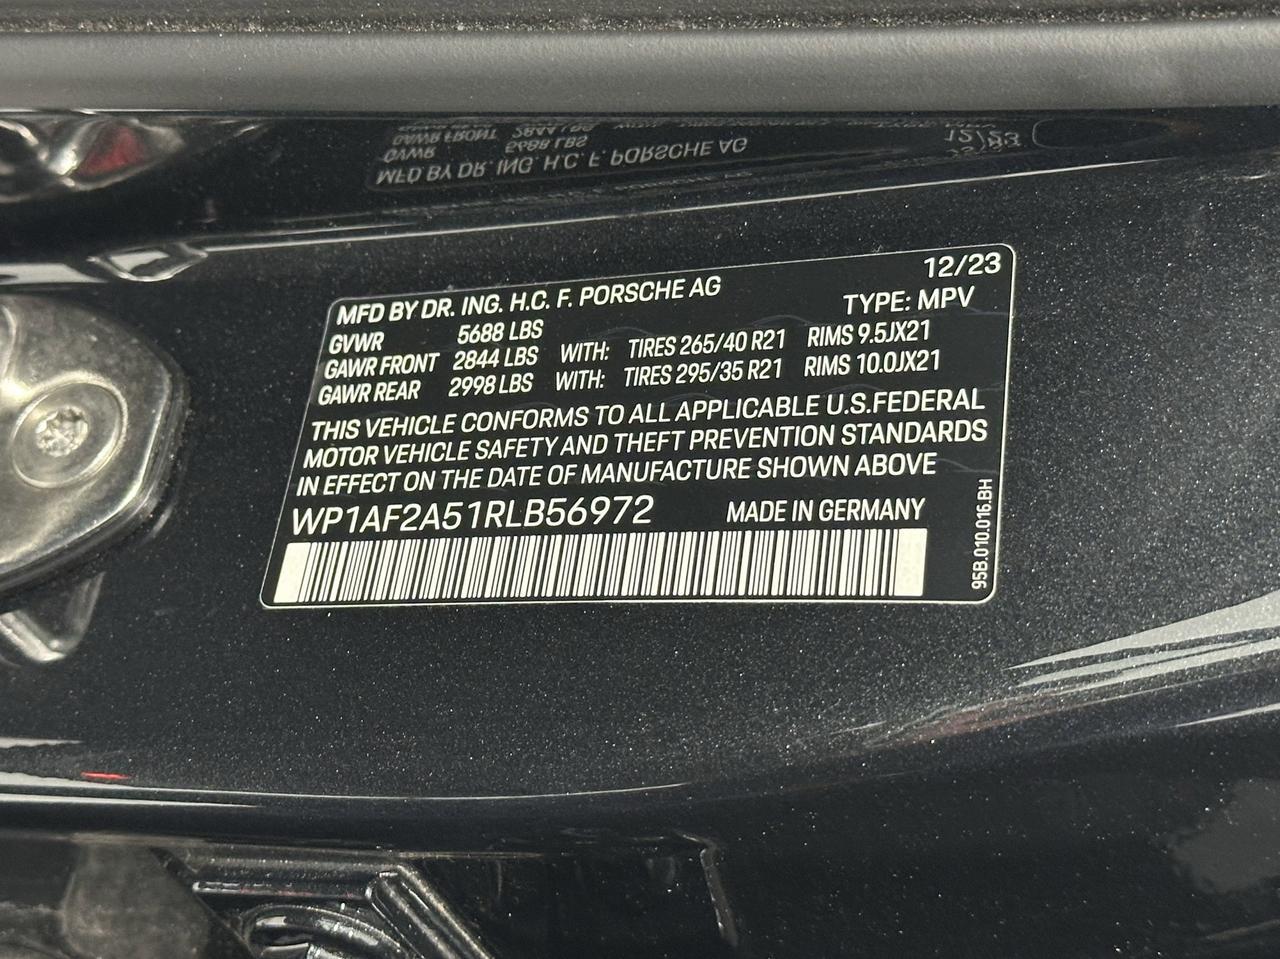 12/23
MFD BY DR. ING. H.C. F. PORSCHE AG
TYPE: MPV
GVWR 5688 LBS
GAWR FRONT 2844 LBS WITH: TIRES 265/40 R21 RIMS 9.5JX21
GAWR REAR 2998 LBS WITH: TIRES 295/35 R21 RIMS 10.0JX21
THIS VEHICLE CONFORMS TO ALL APPLICABLE U.S.FEDERAL
MOTOR VEHICLE SAFETY AND THEFT PREVENTION STANDARDS
IN EFFECT ON THE DATE OF MANUFACTURE SHOWN ABOVE
WP1AF2A51RLB56972 MADE IN GERMANY
95B.010.016.BH